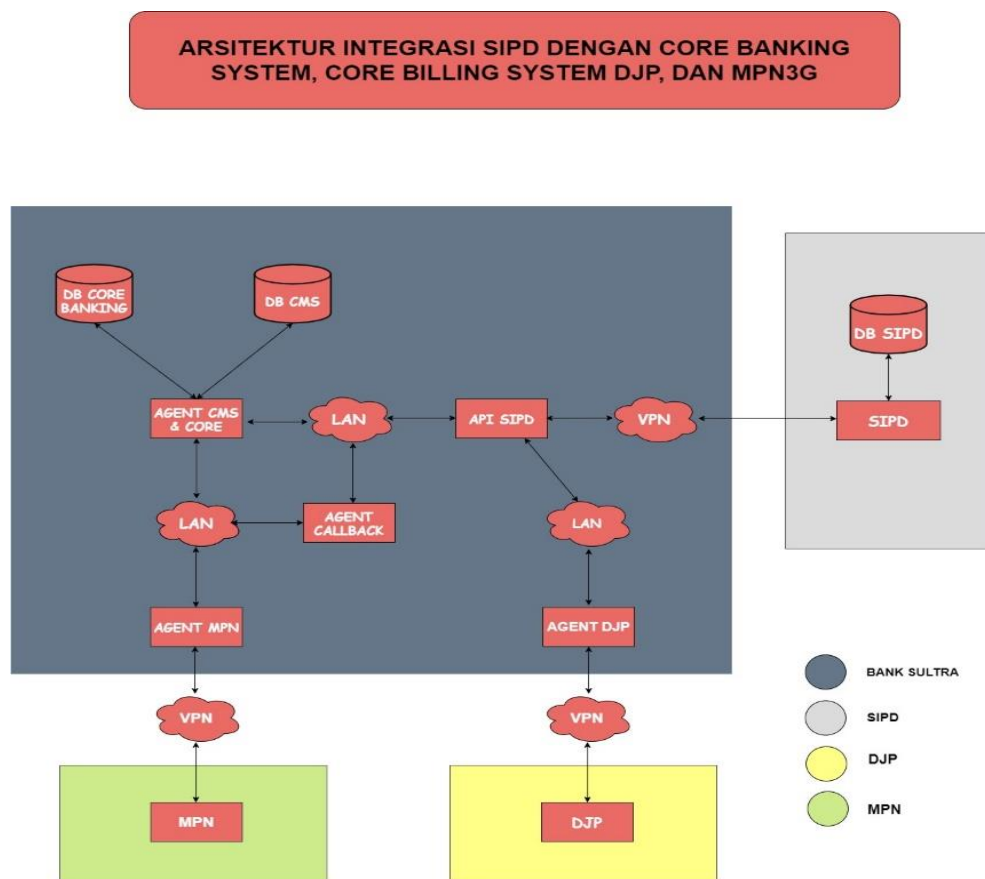 ARSITEKTUR INTEGRASI SIPD DENGAN CORE BANKING
SYSTEM, CORE BILLING SYSTEM DJP, DAN MPN3G
DB CORE
BANKING
DB CMS
DB SIPD
AGENT CMS
& CORE
LAN
API SIPD
VPN
SIPD
LAN
AGENT
CALLBACK
LAN
AGENT MPN
AGENT DJP
VPN
VPN
MPN
DJP
BANK SULTRA
SIPD
DJP
MPN